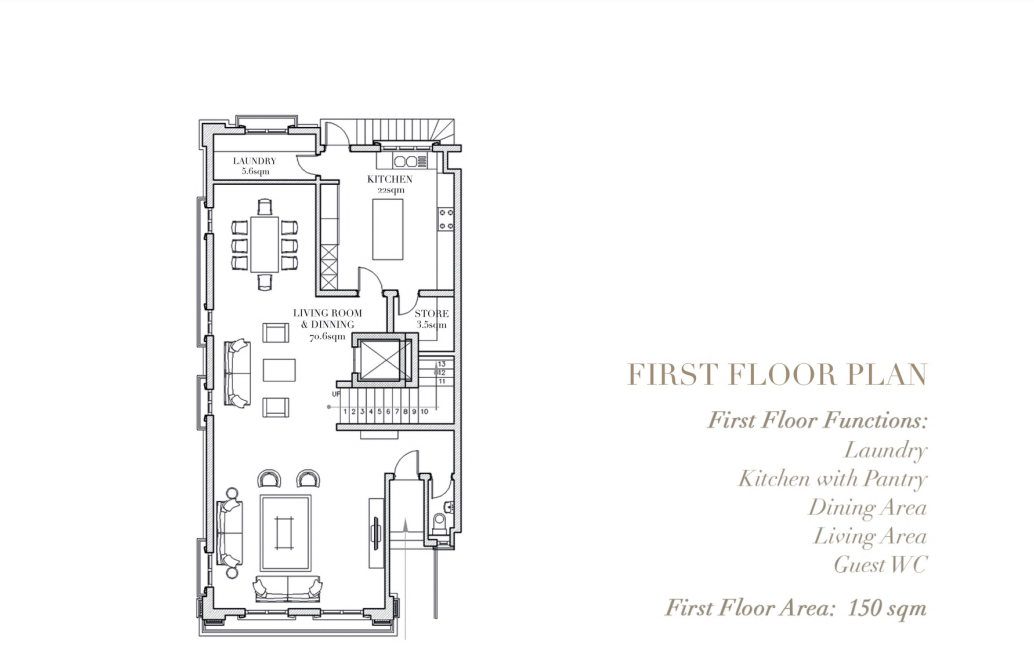 LAUNDRY
5.6sqm
KITCHEN
22sqm
LIVING ROOM
& DINNING
70.6sqm
STORE
3.5sqm
UP
1 2 3 4 5 6 7 8 9 10
11
12
13
FIRST FLOOR PLAN
First Floor Functions:
Laundry
Kitchen with Pantry
Dining Area
Living Area
Guest WC
First Floor Area: 150 sqm